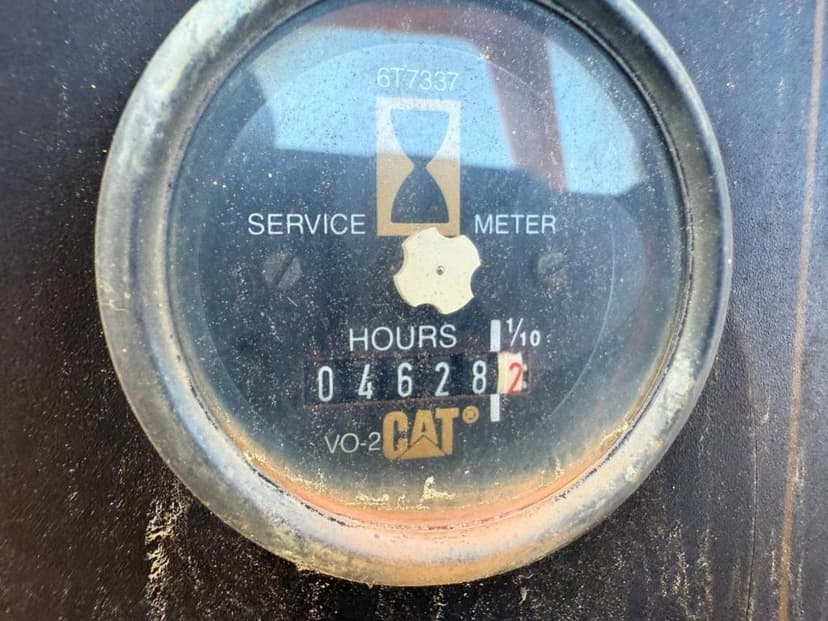 6T7337
SERVICE METER
HOURS 1/10
046282
VO-2 CAT®